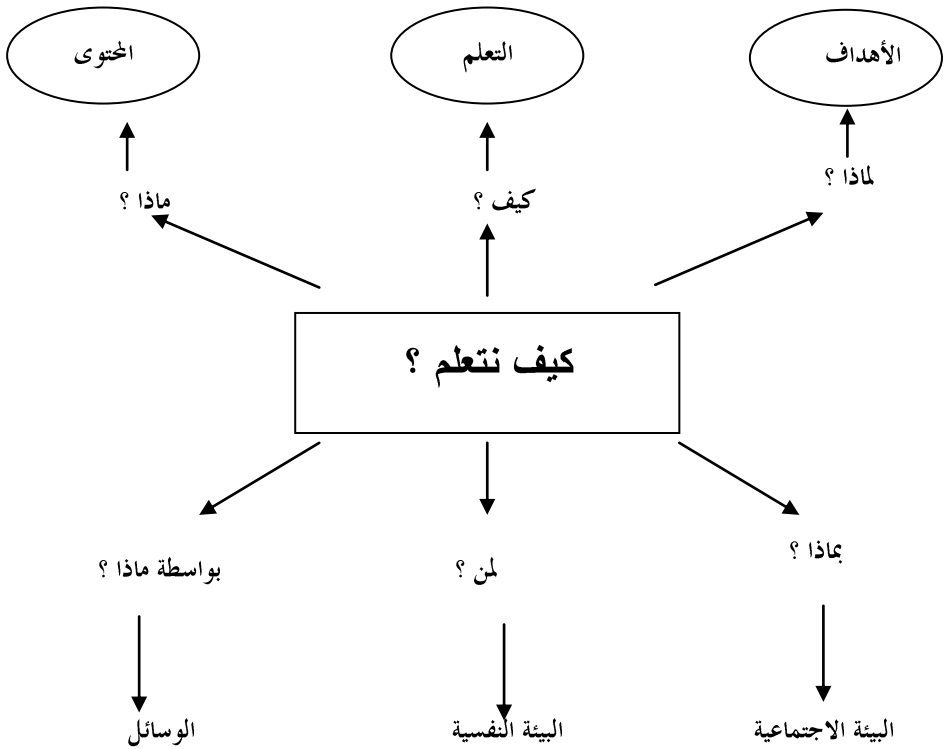 الأهداف
التعلم
المحتوى
لماذا ؟
كيف ؟
ماذا ؟
كيف نتعلم ؟
بماذا ؟
لمن ؟
بواسطة ماذا ؟
البيئة الاجتماعية
البيئة النفسية
الوسائل